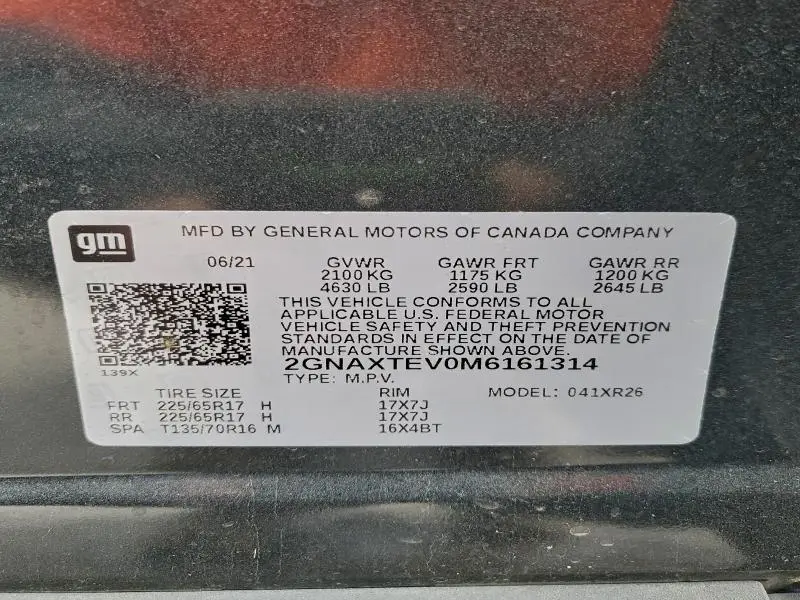 gm
MFD BY GENERAL MOTORS OF CANADA COMPANY
06/21 GVWR GAWR FRT GAWR RR
2100 KG 1175 KG 1200 KG
4630 LB 2590 LB 2645 LB
THIS VEHICLE CONFORMS TO ALL
APPLICABLE U.S. FEDERAL MOTOR
VEHICLE SAFETY AND THEFT PREVENTION
STANDARDS IN EFFECT ON THE DATE OF
MANUFACTURE SHOWN ABOVE.
2GNAXTEV0M6161314
139X
TYPE: M.P.V.
TIRE SIZE RIM MODEL: 041XR26
FRT 225/65R17 H 17X7J
RR 225/65R17 H 17X7J
SPA T135/70R16 M 16X4BT